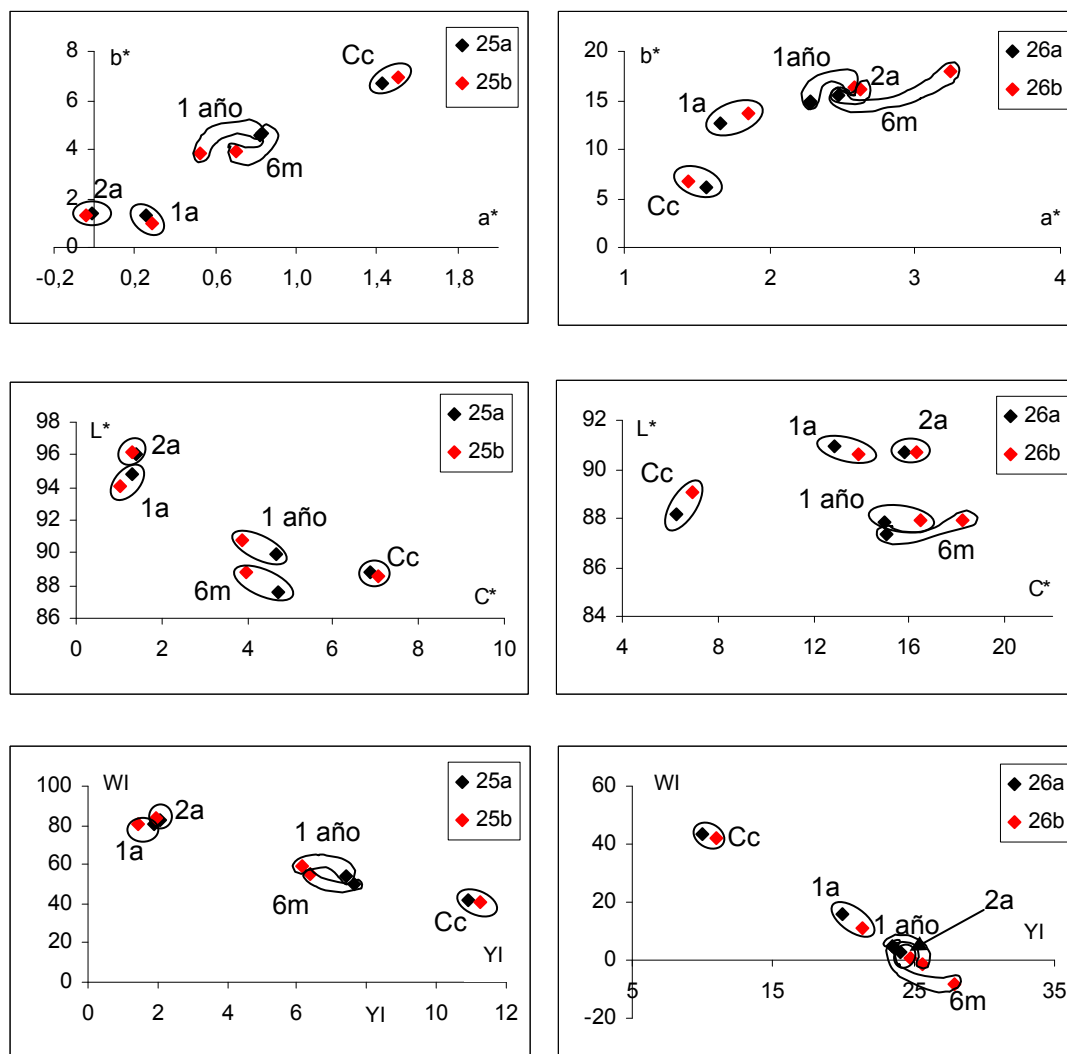 b*
8
6
4
2
0
-0,2
0,2
0,6
1,0
1,4
1,8
a*
Cc
1 año
6m
2a
1a
25a
25b
b*
20
15
10
5
0
1
2
3
4
a*
1año
2a
1a
6m
Cc
26a
26b
L*
98
96
94
92
90
88
86
0
2
4
6
8
10
C*
2a
1a
1 año
6m
Cc
25a
25b
L*
92
90
88
86
84
4
8
12
16
20
C*
1a
2a
Cc
1 año
6m
26a
26b
WI
100
80
60
40
20
0
0
2
4
6
8
10
12
YI
YI
2a
1a
1 año
6m
Cc
25a
25b
WI
60
40
20
0
-20
5
15
25
35
YI
Cc
1a
1 año
2a
6m
26a
26b